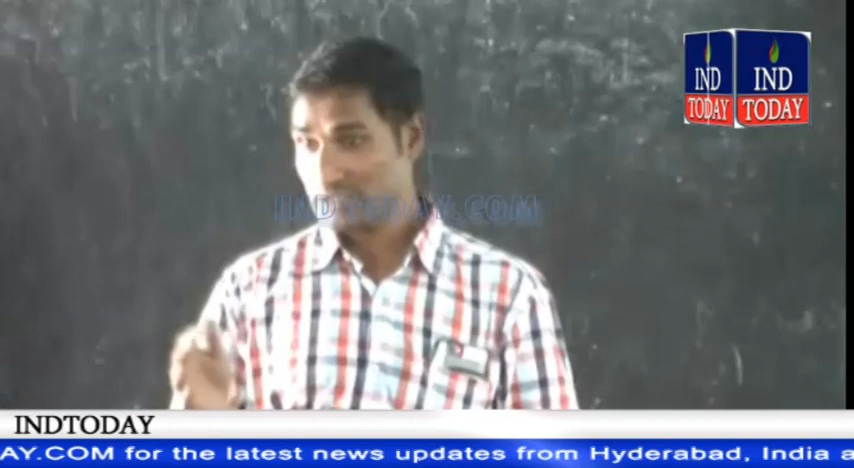 IND IND
TODAY TODAY
INDTODAY.COM
INDTODAY
AY.COM for the latest news updates from Hyderabad, India a